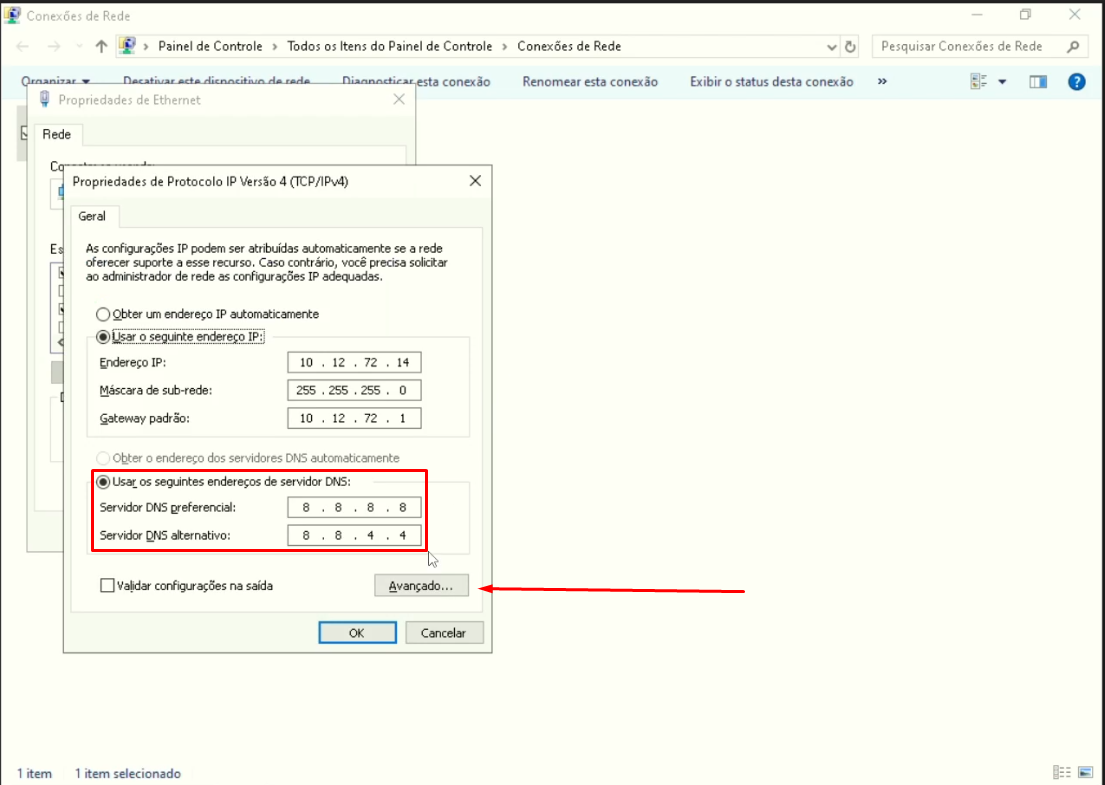 Conexões de Rede
Painel de Controle > Todos os Itens do Painel de Controle > Conexões de Rede
Pesquisar Conexões de Rede
Organizar Desativar este dispositivo de rede Diagnosticar esta conexão Renomear esta conexão Exibir o status desta conexão »
Propriedades de Ethernet
Rede
Conectar-se usando:
Propriedades de Protocolo IP Versão 4 (TCP/IPv4)
Geral
Es
As configurações IP podem ser atribuídas automaticamente se a rede
oferecer suporte a esse recurso. Caso contrário, você precisa solicitar
ao administrador de rede as configurações IP adequadas.
Obter um endereço IP automaticamente
Usar o seguinte endereço IP:
Endereço IP: 10 . 12 . 72 . 14
Máscara de sub-rede: 255 . 255 . 255 . 0
Gateway padrão: 10 . 12 . 72 . 1
Obter o endereço dos servidores DNS automaticamente
Usar os seguintes endereços de servidor DNS:
Servidor DNS preferencial: 8 . 8 . 8 . 8
Servidor DNS alternativo: 8 . 8 . 4 . 4
Validar configurações na saída
Avançado...
OK Cancelar
1 item 1 item selecionado